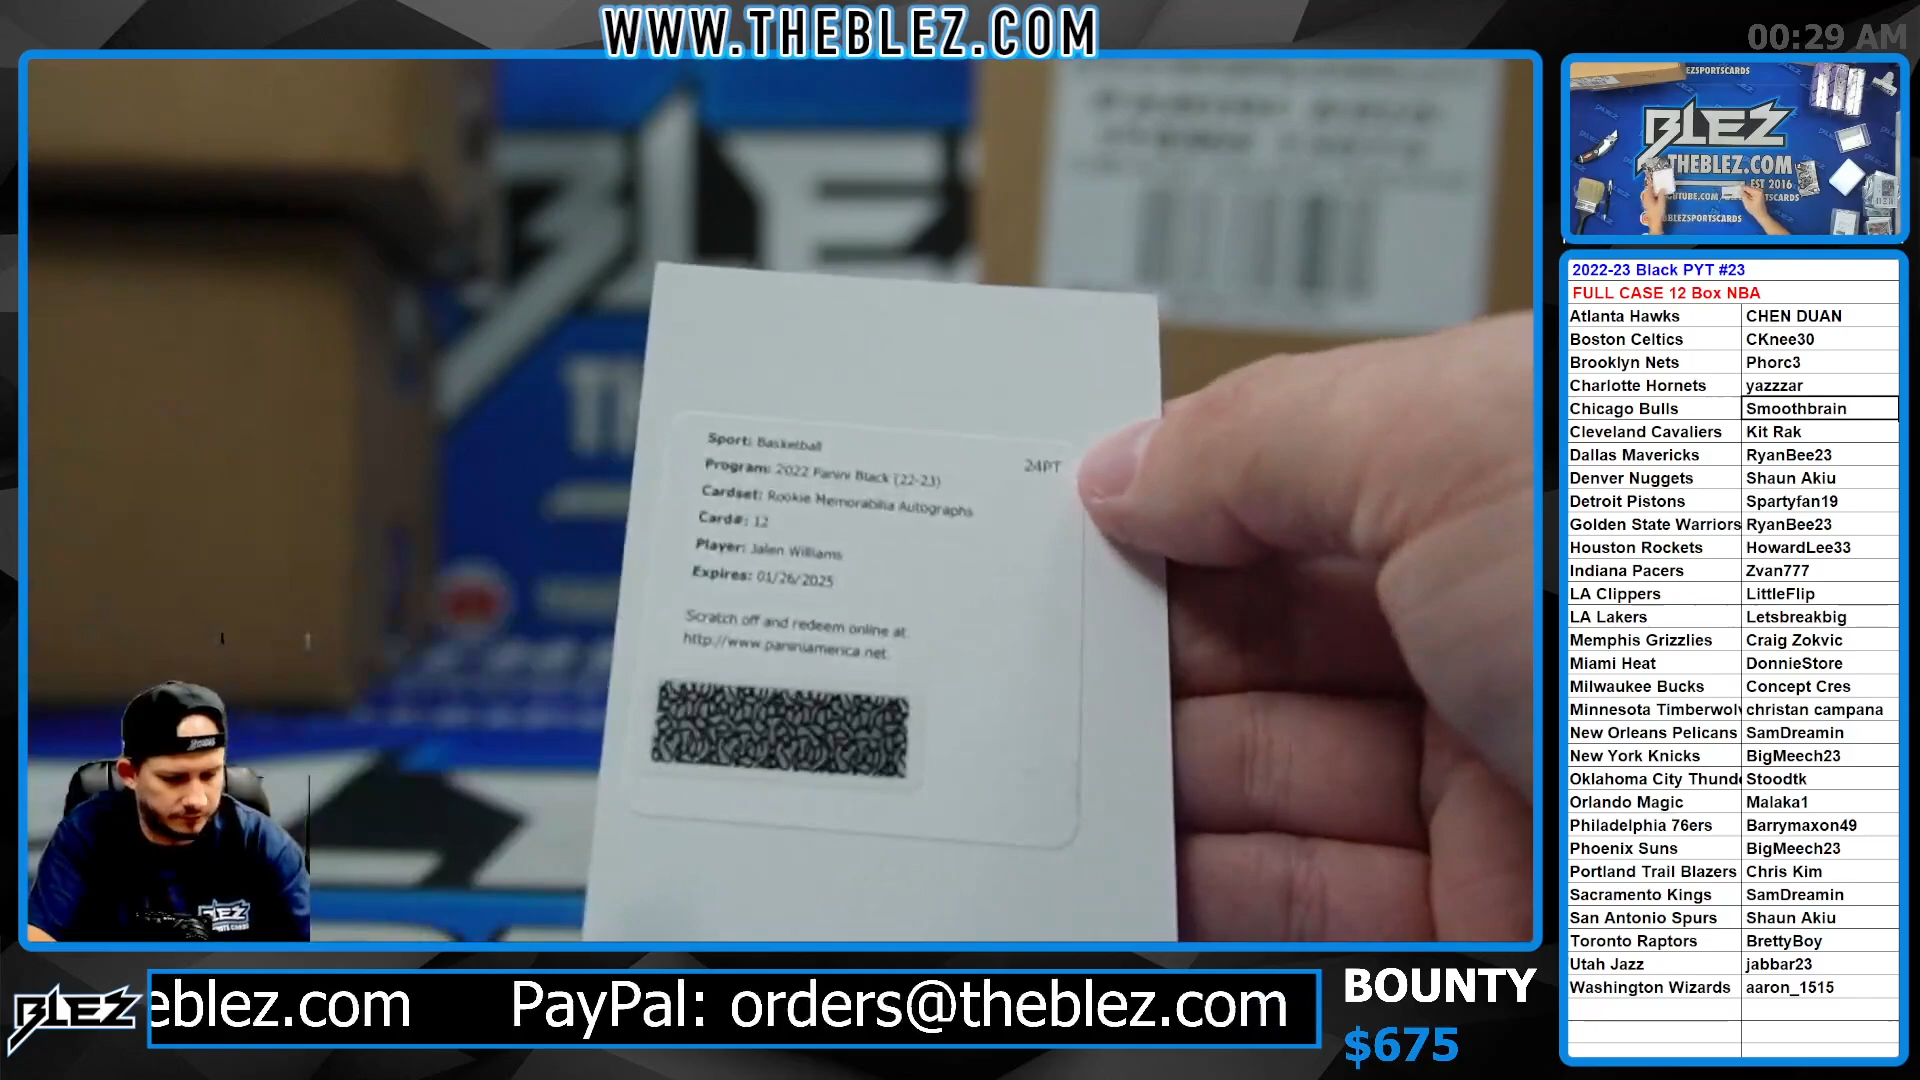 WWW.THEBLEZ.COM
00:29 AM
BLEZ
Sport: Basketball
24PT
Program: 2022 Panini Black (22-23)
Cardset: Rookie Memorabilia Autographs
Card#: 12
Player: Jalen Williams
Expires: 01/26/2025
Scratch off and redeem online at
http://www.paniniamerica.net
BLEZ
EZSPORTSCARDS
BLEZ
THEBLEZ.COM
EST 2016
BLEZSPORTSCARDS
2022-23 Black PYT #23
FULL CASE 12 Box NBA
Atlanta Hawks CHEN DUAN
Boston Celtics CKnee30
Brooklyn Nets Phorc3
Charlotte Hornets yazzzar
Chicago Bulls Smoothbrain
Cleveland Cavaliers Kit Rak
Dallas Mavericks RyanBee23
Denver Nuggets Shaun Akiu
Detroit Pistons Spartyfan19
Golden State Warriors RyanBee23
Houston Rockets HowardLee33
Indiana Pacers Zvan777
LA Clippers LittleFlip
LA Lakers Letsbreakbig
Memphis Grizzlies Craig Zokvic
Miami Heat DonnieStore
Milwaukee Bucks Concept Cres
Minnesota Timberwolv christan campana
New Orleans Pelicans SamDreamin
New York Knicks BigMeech23
Oklahoma City Thunde Stoodtk
Orlando Magic Malaka1
Philadelphia 76ers Barrymaxon49
Phoenix Suns BigMeech23
Portland Trail Blazers Chris Kim
Sacramento Kings SamDreamin
San Antonio Spurs Shaun Akiu
Toronto Raptors BrettyBoy
Utah Jazz jabbar23
Washington Wizards aaron_1515
BLEZ
eblez.com PayPal: orders@theblez.com
BOUNTY
$675